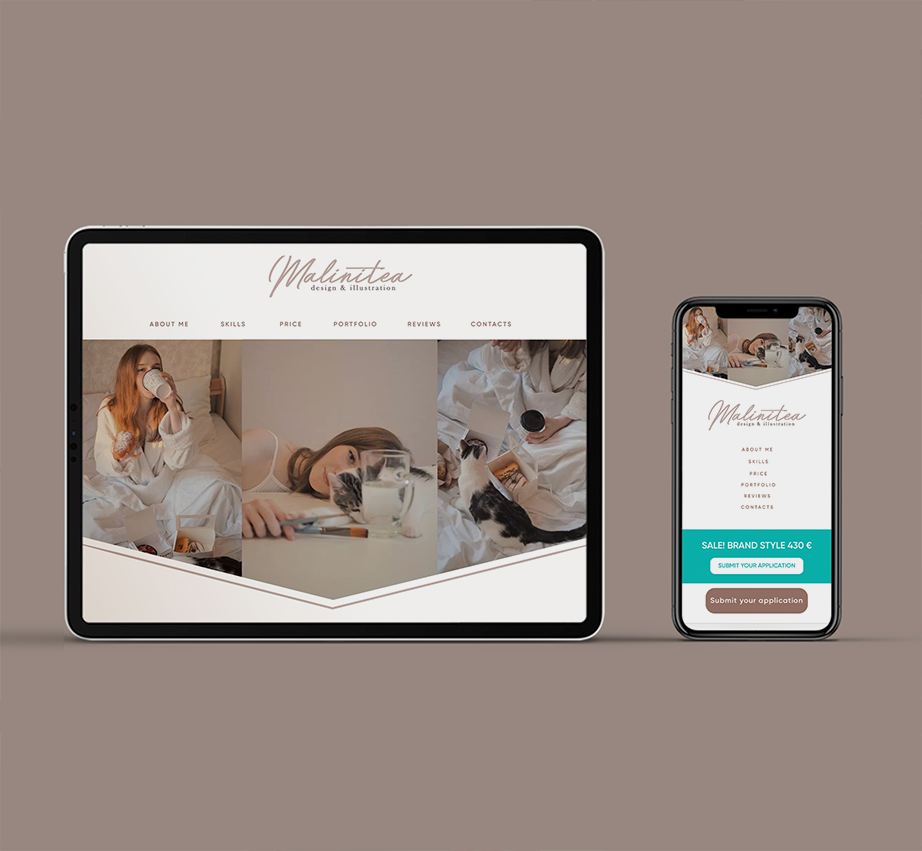 Malinitea
design & illustration
ABOUT ME SKILLS PRICE PORTFOLIO REVIEWS CONTACTS
Malinitea
design & illustration
ABOUT ME
SKILLS
PRICE
PORTFOLIO
REVIEWS
CONTACTS
SALE! BRAND STYLE 430 €
SUBMIT YOUR APPLICATION
Submit your application